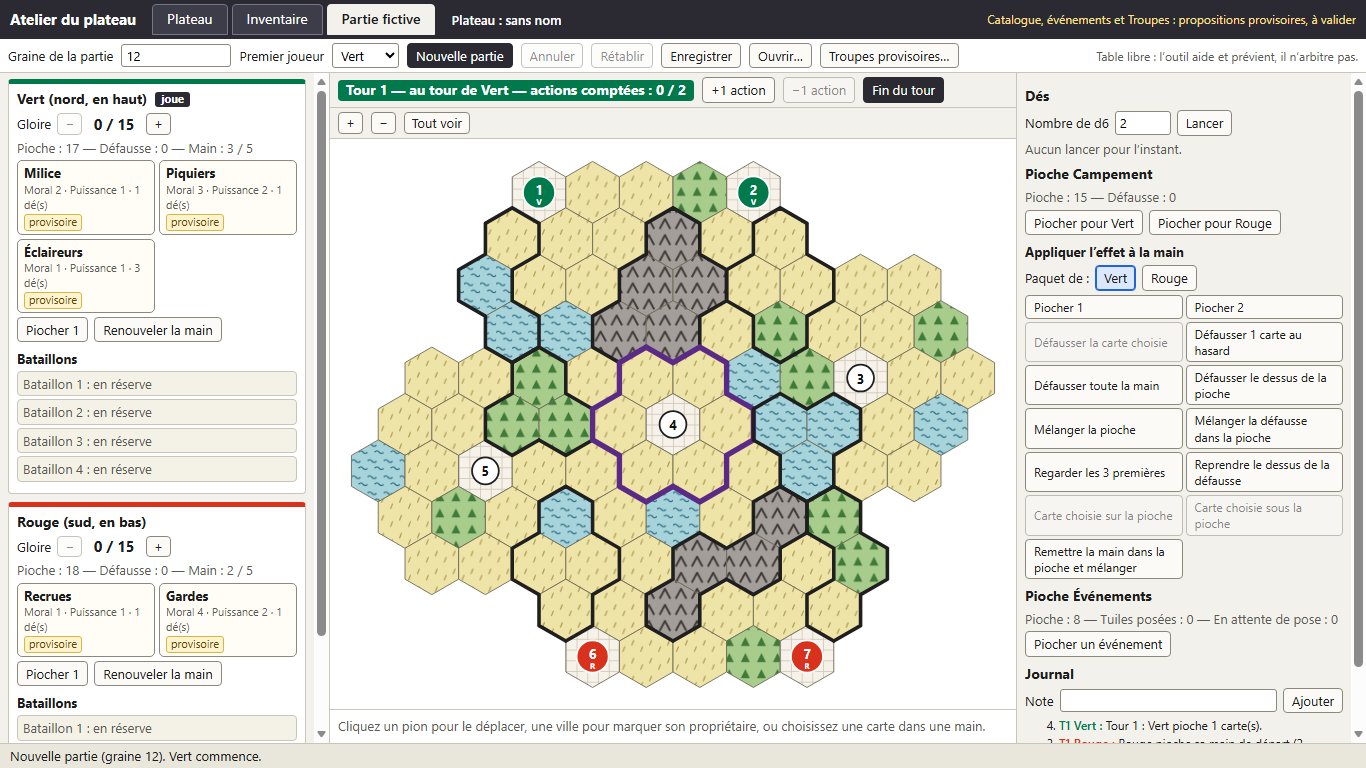 Atelier du plateau
Plateau
Inventaire
Partie fictive
Plateau : sans nom
Catalogue, événements et Troupes : propositions provisoires, à valider
Graine de la partie
12
Premier joueur
Vert
Nouvelle partie
Annuler
Rétablir
Enregistrer
Ouvrir…
Troupes provisoires…
Table libre : l’outil aide et prévient, il n’arbitre pas.
Vert (nord, en haut)
joue
Gloire
−
0 / 15
+
Pioche : 17 — Défausse : 0 — Main : 3 / 5
Milice
Moral 2 · Puissance 1 · 1
dé(s)
provisoire
Piquiers
Moral 3 · Puissance 2 · 1
dé(s)
provisoire
Éclaireurs
Moral 1 · Puissance 1 · 3
dé(s)
provisoire
Piocher 1
Renouveler la main
Bataillons
Bataillon 1 : en réserve
Bataillon 2 : en réserve
Bataillon 3 : en réserve
Bataillon 4 : en réserve
Rouge (sud, en bas)
Gloire
−
0 / 15
+
Pioche : 18 — Défausse : 0 — Main : 2 / 5
Recrues
Moral 1 · Puissance 1 · 1
dé(s)
provisoire
Gardes
Moral 4 · Puissance 2 · 1
dé(s)
provisoire
Piocher 1
Renouveler la main
Bataillons
Bataillon 1 : en réserve
Tour 1 — au tour de Vert — actions comptées : 0 / 2
+1 action
−1 action
Fin du tour
+
−
Tout voir
1
V
2
V
3
4
5
6
R
7
R
Cliquez un pion pour le déplacer, une ville pour marquer son propriétaire, ou choisissez une carte dans une main.
Dés
Nombre de d6
2
Lancer
Aucun lancer pour l’instant.
Pioche Campement
Pioche : 15 — Défausse : 0
Piocher pour Vert
Piocher pour Rouge
Appliquer l’effet à la main
Paquet de :
Vert
Rouge
Piocher 1
Piocher 2
Défausser la carte choisie
Défausser 1 carte au
hasard
Défausser toute la main
Défausser le dessus de la
pioche
Mélanger la pioche
Mélanger la défausse
dans la pioche
Regarder les 3 premières
Reprendre le dessus de la
défausse
Carte choisie sur la pioche
Carte choisie sous la
pioche
Remettre la main dans la
pioche et mélanger
Pioche Événements
Pioche : 8 — Tuiles posées : 0 — En attente de pose : 0
Piocher un événement
Journal
Note
Ajouter
4. T1 Vert : Tour 1 : Vert pioche 1 carte(s).
Nouvelle partie (graine 12). Vert commence.